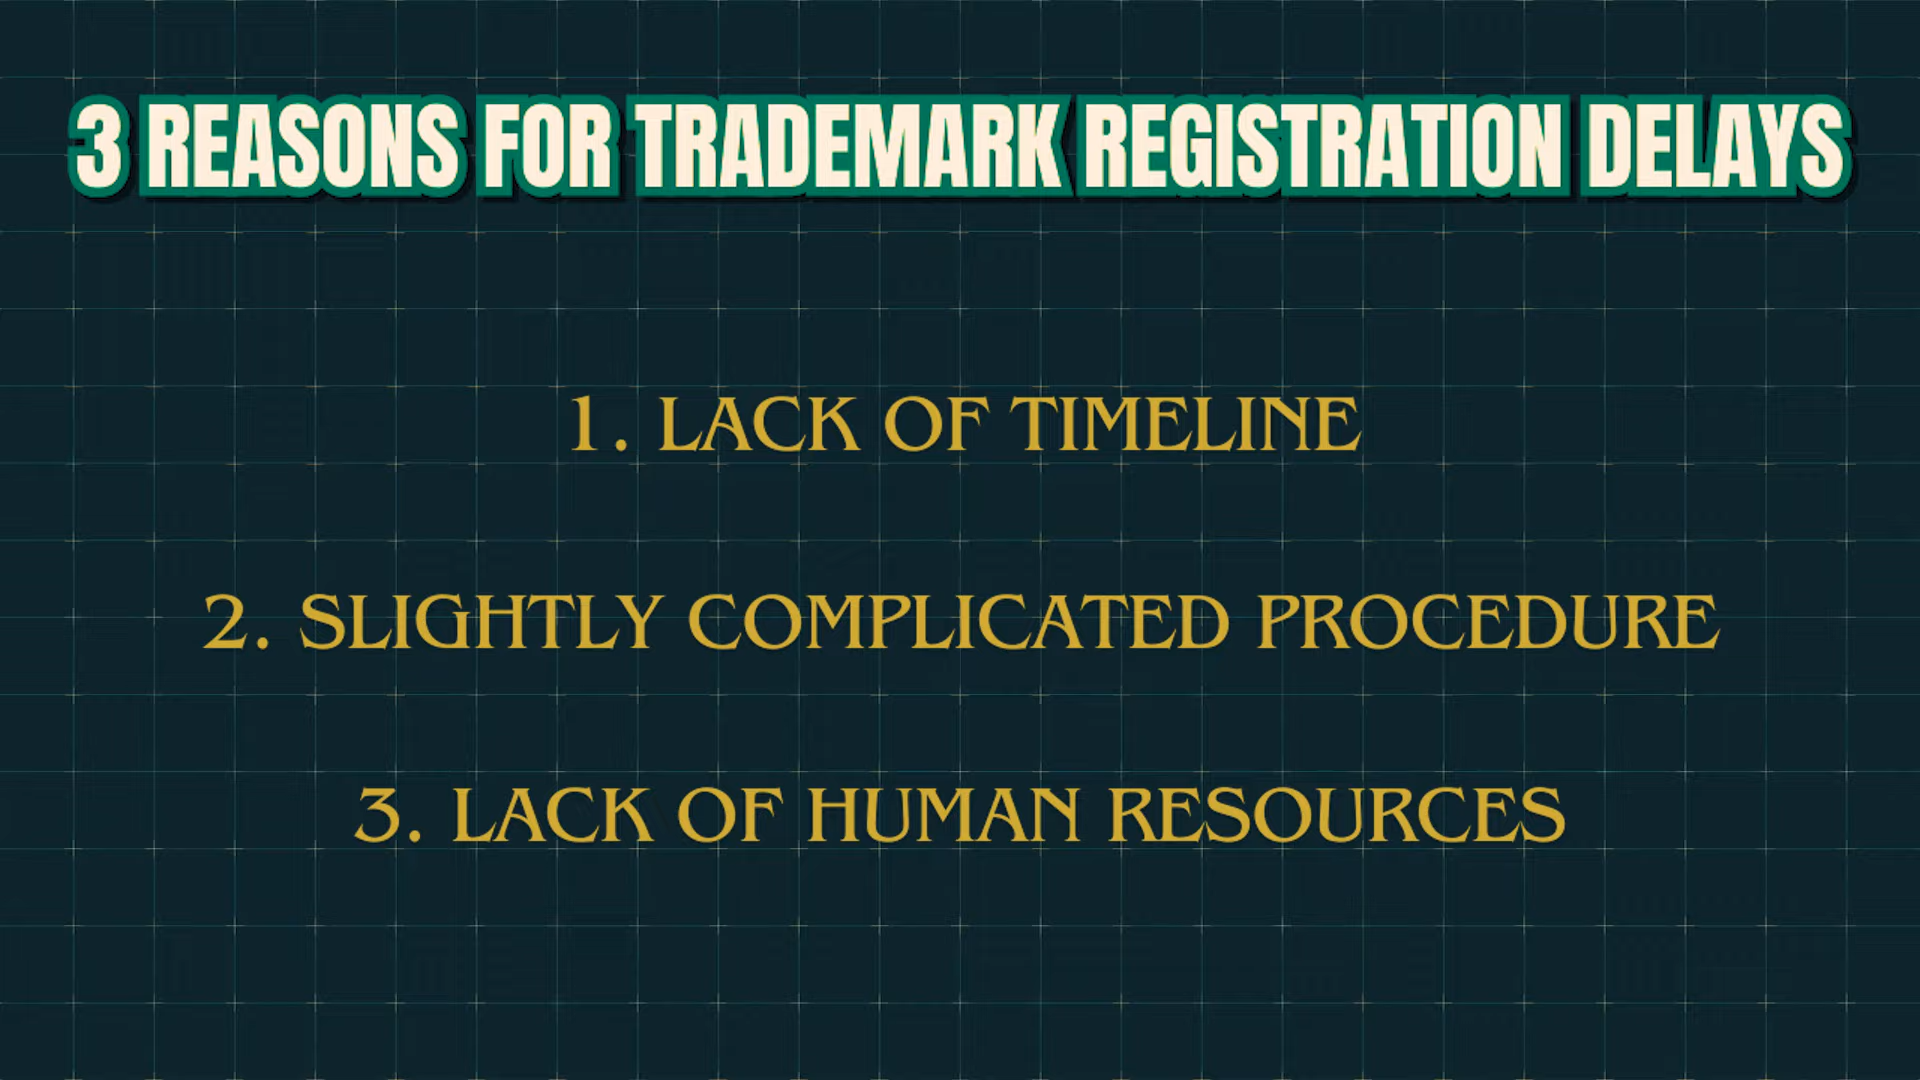 3 REASONS FOR TRADEMARK REGISTRATION DELAYS
1. LACK OF TIMELINE
2. SLIGHTLY COMPLICATED PROCEDURE
3. LACK OF HUMAN RESOURCES